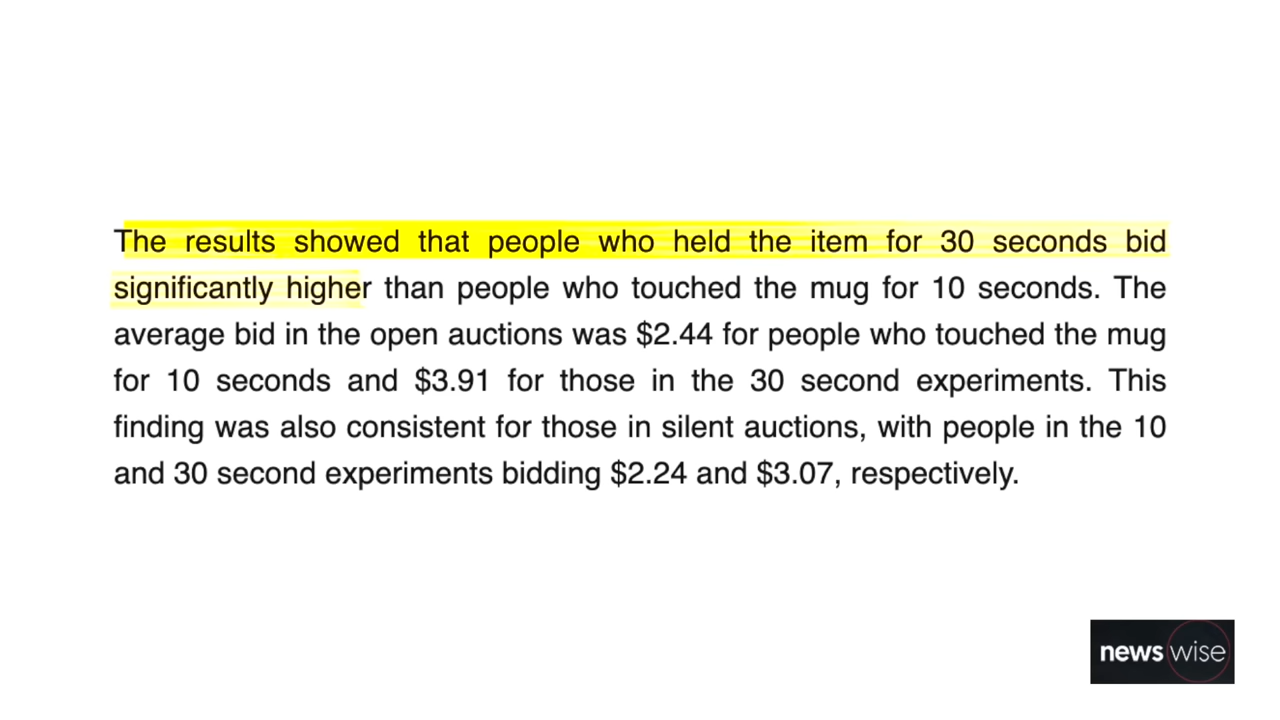 The results showed that people who held the item for 30 seconds bid
significantly higher than people who touched the mug for 10 seconds. The
average bid in the open auctions was $2.44 for people who touched the mug
for 10 seconds and $3.91 for those in the 30 second experiments. This
finding was also consistent for those in silent auctions, with people in the 10
and 30 second experiments bidding $2.24 and $3.07, respectively.
newswise